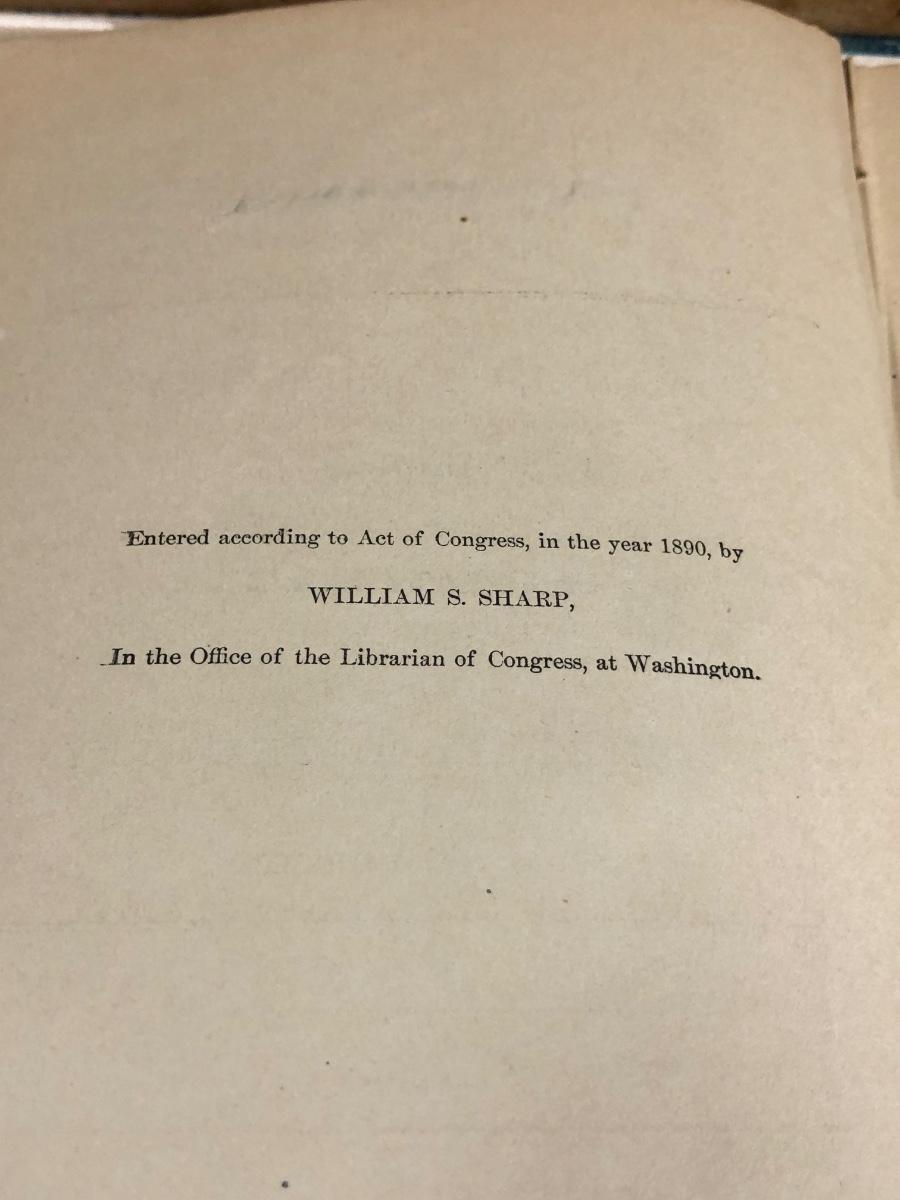 Entered according to Act of Congress, in the year 1890, by
WILLIAM S. SHARP,
In the Office of the Librarian of Congress, at Washington.